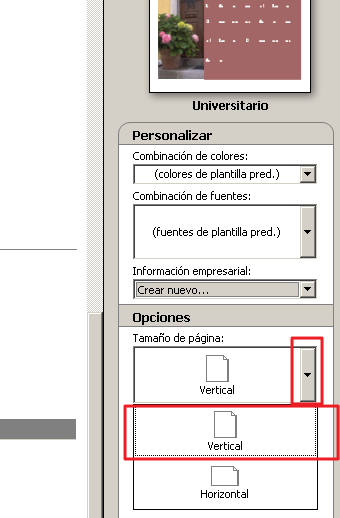 Universitario
Personalizar
Combinación de colores:
(colores de plantilla pred.)
Combinación de fuentes:
(fuentes de plantilla pred.)
Información empresarial:
Crear nuevo...
Opciones
Tamaño de página:
Vertical
Vertical
Horizontal